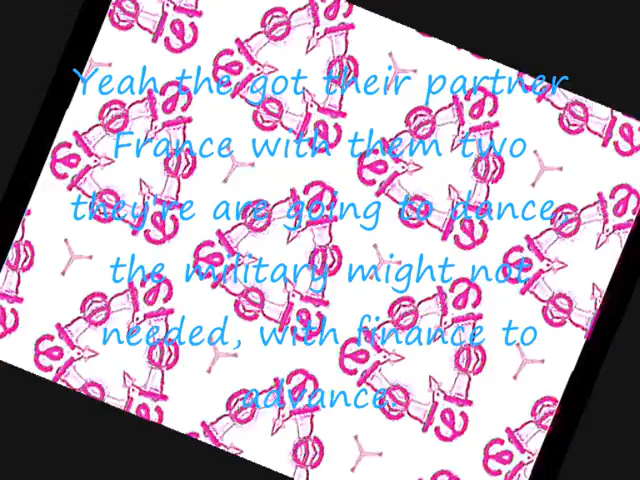 Yeah the got their partner
France with them two
they're are going to dance,
the military might not
needed, with finance to
advance.